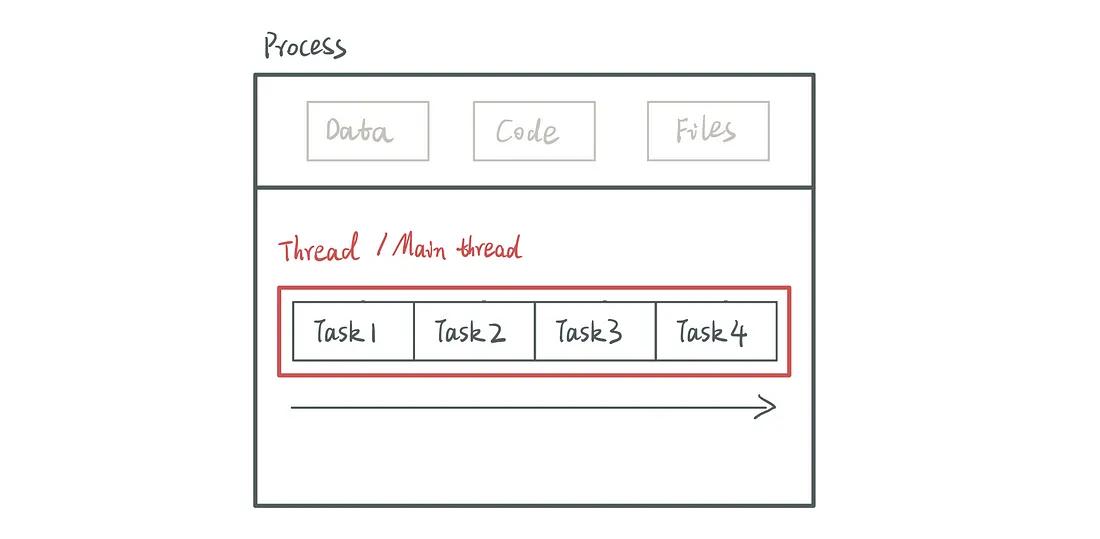 Process
Data Code Files
Thread / Main thread
Task 1 Task 2 Task 3 Task 4